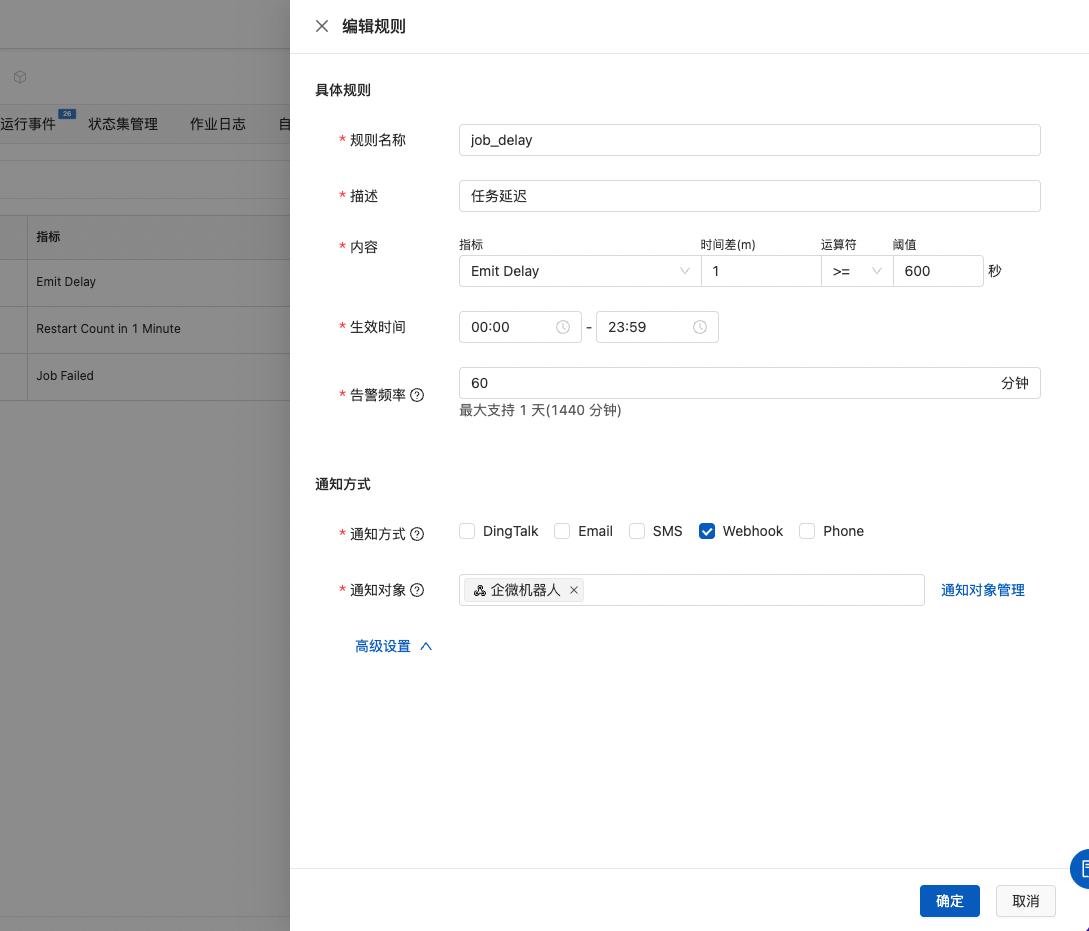 编辑规则
运行事件 26 状态集管理 作业日志 自
指标
Emit Delay
Restart Count in 1 Minute
Job Failed
具体规则
* 规则名称 job_delay
* 描述 任务延迟
指标 时间差(m) 运算符 阈值
* 内容 Emit Delay 1 >= 600 秒
* 生效时间 00:00 - 23:59
* 告警频率 60 分钟
最大支持 1 天(1440 分钟)
通知方式
* 通知方式 DingTalk Email SMS Webhook Phone
* 通知对象 企微机器人 通知对象管理
高级设置
确定 取消